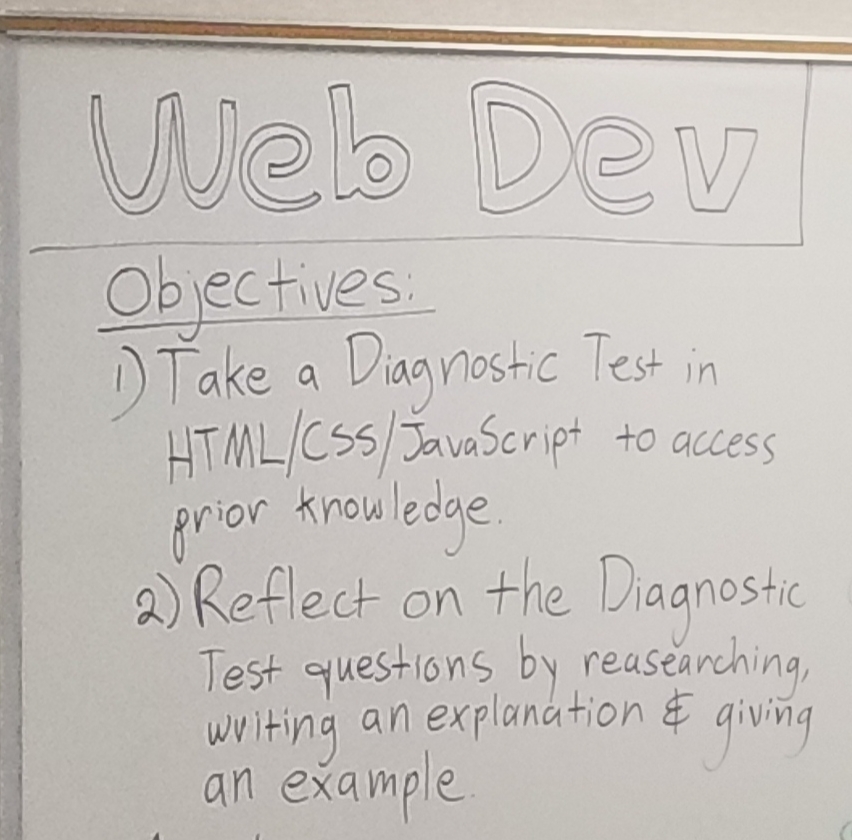 Web Dev
Objectives:
1) Take a Diagnostic Test in
HTML/CSS/JavaScript to access
prior knowledge.
2) Reflect on the Diagnostic
Test questions by reasearching,
writing an explanation & giving
an example.